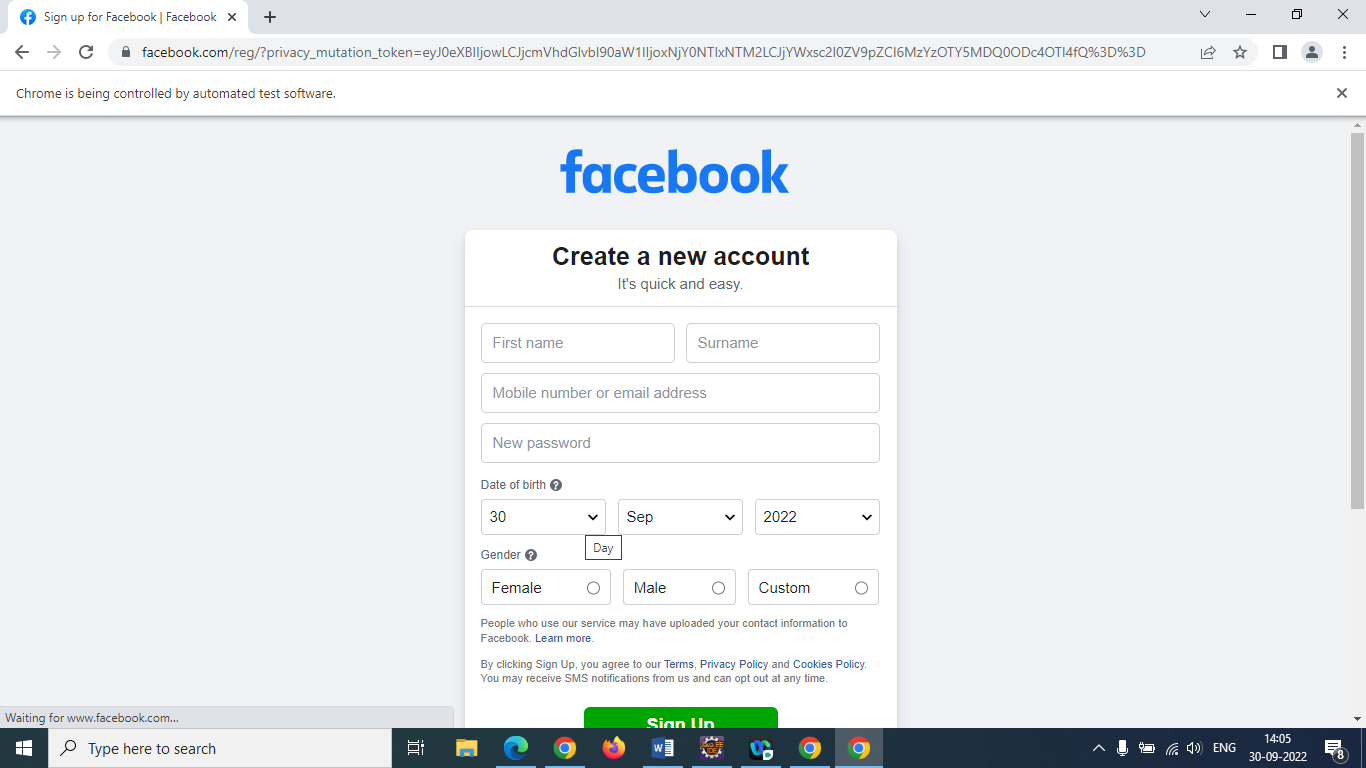 Sign up for Facebook | Facebook
facebook.com/reg/?privacy_mutation_token=eyJ0eXBlIjowLCJjcmVhdGlvbl90aW1lIjoxNjY0NTIxNTM2LCJjYWxsc2l0ZV9pZCI6MzYzOTY5MDQ0ODc4OTI4fQ%3D%3D
Chrome is being controlled by automated test software.
facebook
Create a new account
It's quick and easy.
First name Surname
Mobile number or email address
New password
Date of birth ?
30 Sep 2022
Day
Gender ?
Female Male Custom
People who use our service may have uploaded your contact information to
Facebook. Learn more.
By clicking Sign Up, you agree to our Terms, Privacy Policy and Cookies Policy.
You may receive SMS notifications from us and can opt out at any time.
Sign Up
Waiting for www.facebook.com...
Type here to search
ENG
14:05
30-09-2022
8